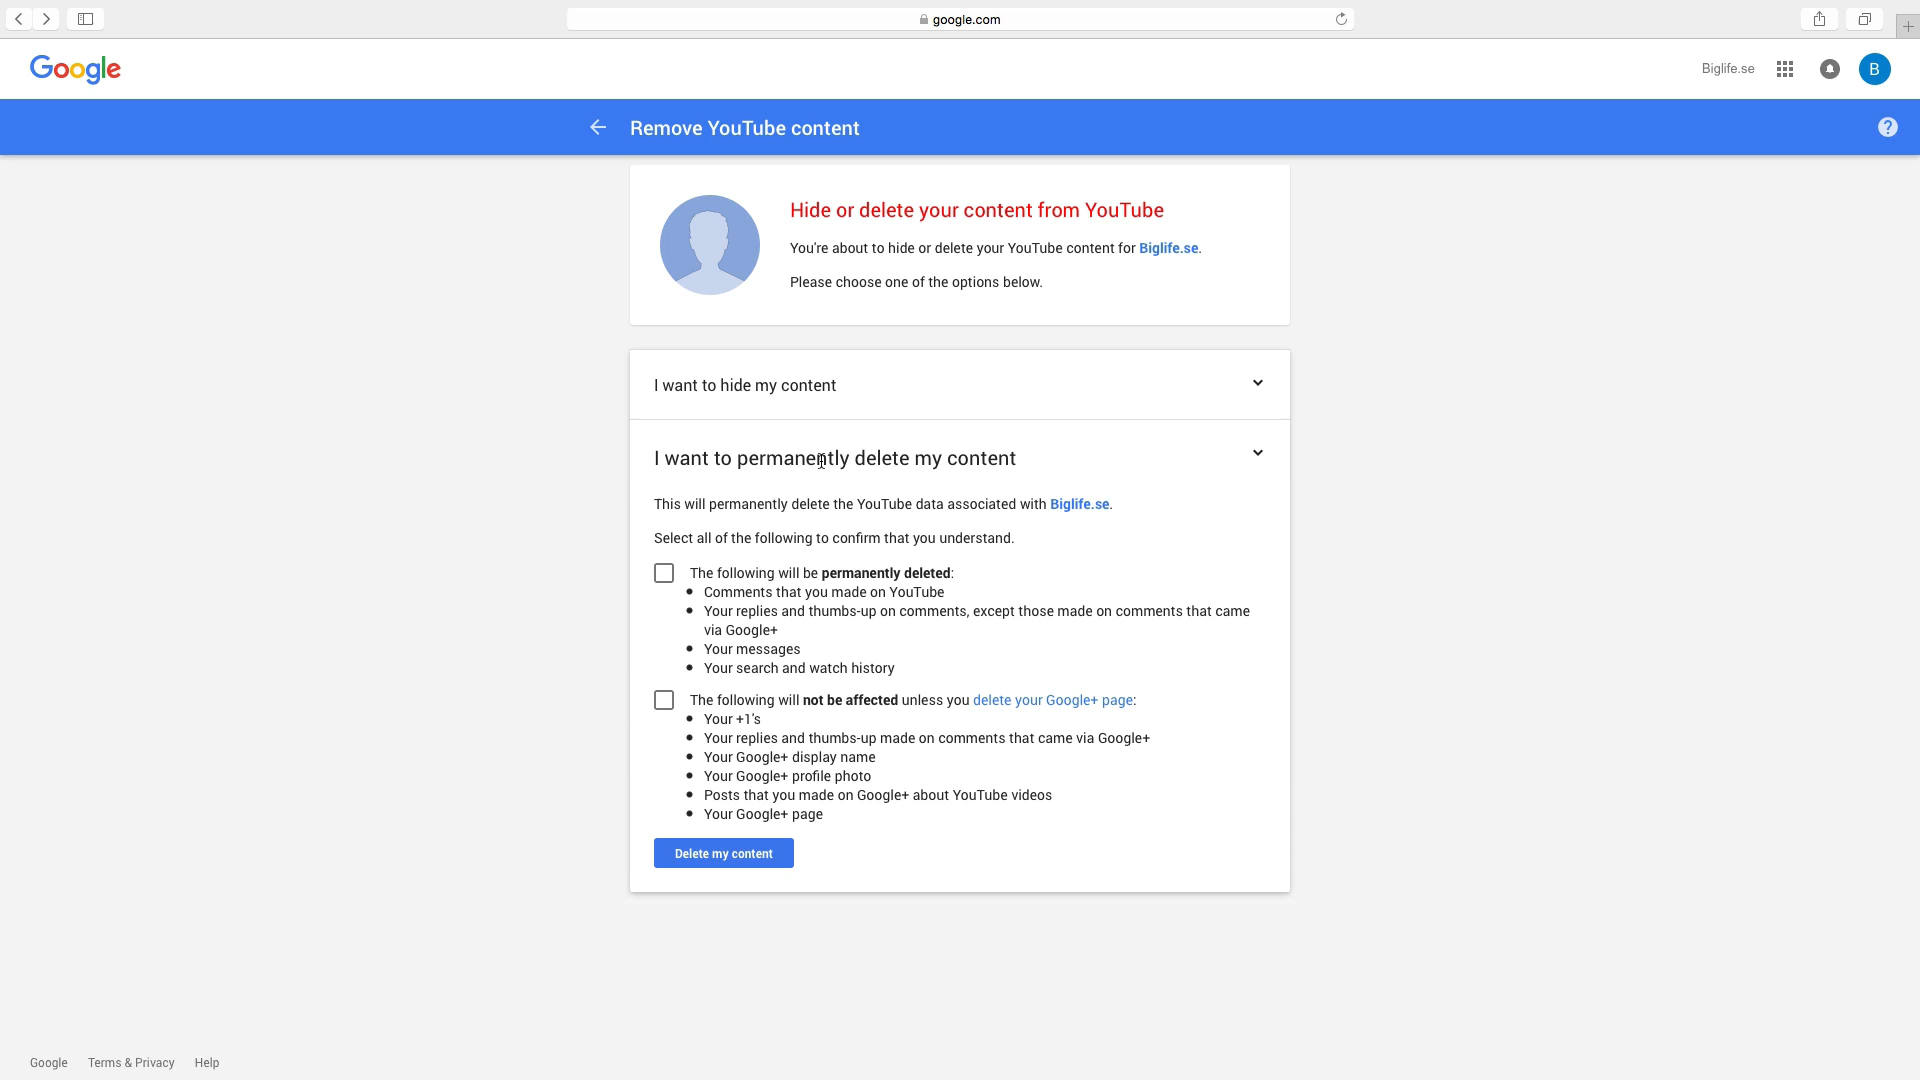 google.com
Google
Biglife.se
B
Remove YouTube content
?
Hide or delete your content from YouTube
You're about to hide or delete your YouTube content for Biglife.se.
Please choose one of the options below.
I want to hide my content
I want to permanently delete my content
This will permanently delete the YouTube data associated with Biglife.se.
Select all of the following to confirm that you understand.
The following will be permanently deleted:
Comments that you made on YouTube
Your replies and thumbs-up on comments, except those made on comments that came
via Google+
Your messages
Your search and watch history
The following will not be affected unless you delete your Google+ page:
Your +1's
Your replies and thumbs-up made on comments that came via Google+
Your Google+ display name
Your Google+ profile photo
Posts that you made on Google+ about YouTube videos
Your Google+ page
Delete my content
Google Terms & Privacy Help